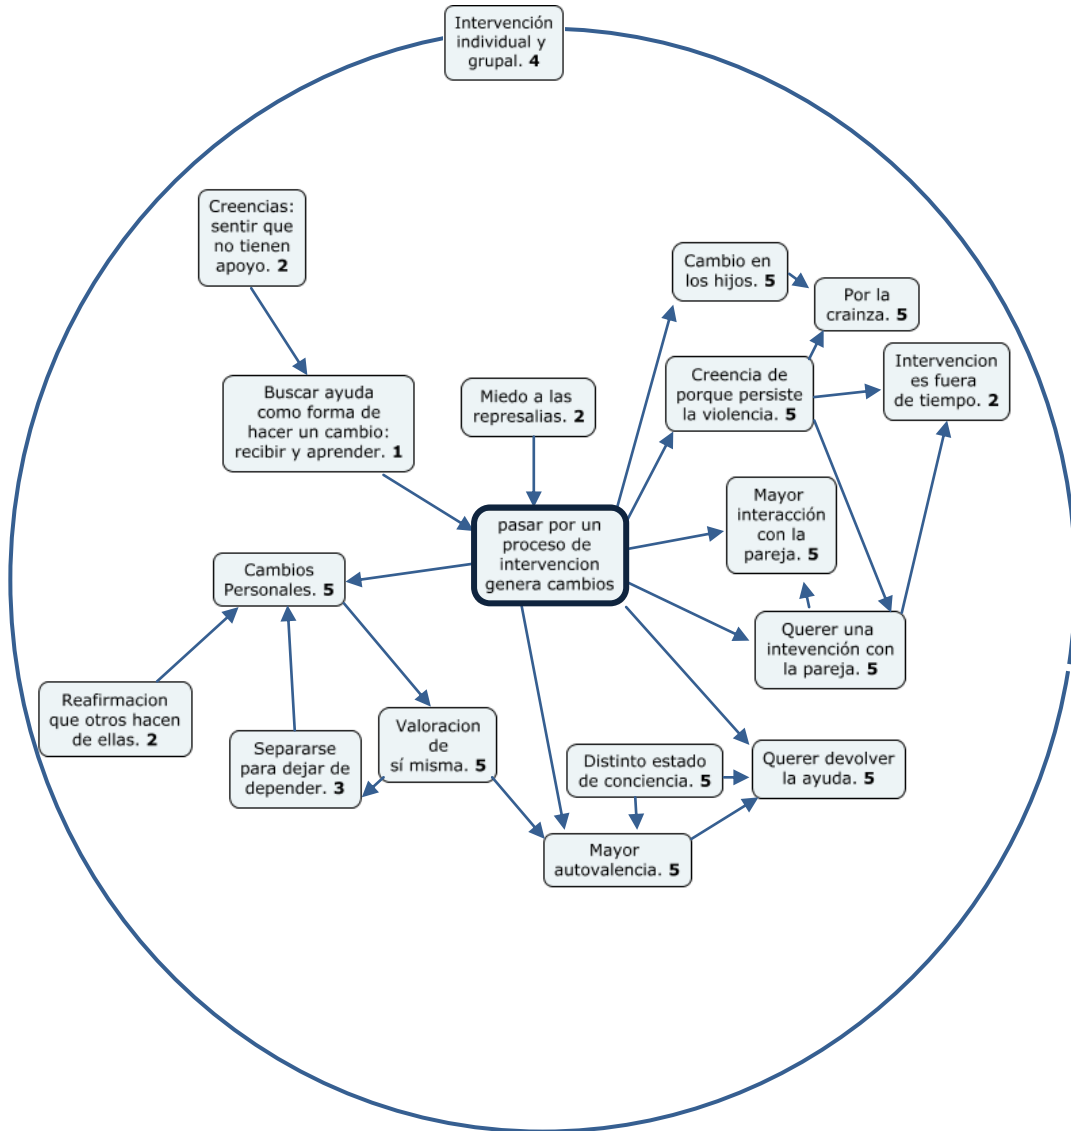 Intervención
individual y
grupal. 4
Creencias:
sentir que
no tienen
apoyo. 2
Cambio en
los hijos. 5
Por la
crainza. 5
Buscar ayuda
como forma de
hacer un cambio:
recibir y aprender. 1
Miedo a las
represalias. 2
Creencia de
porque persiste
la violencia. 5
Intervencion
es fuera
de tiempo. 2
Mayor
interacción
con la
pareja. 5
pasar por un
proceso de
intervencion
genera cambios
Cambios
Personales. 5
Querer una
intevención con
la pareja. 5
Reafirmacion
que otros hacen
de ellas. 2
Separarse
para dejar de
depender. 3
Valoracion
de
sí misma. 5
Distinto estado
de conciencia. 5
Querer devolver
la ayuda. 5
Mayor
autovalencia. 5